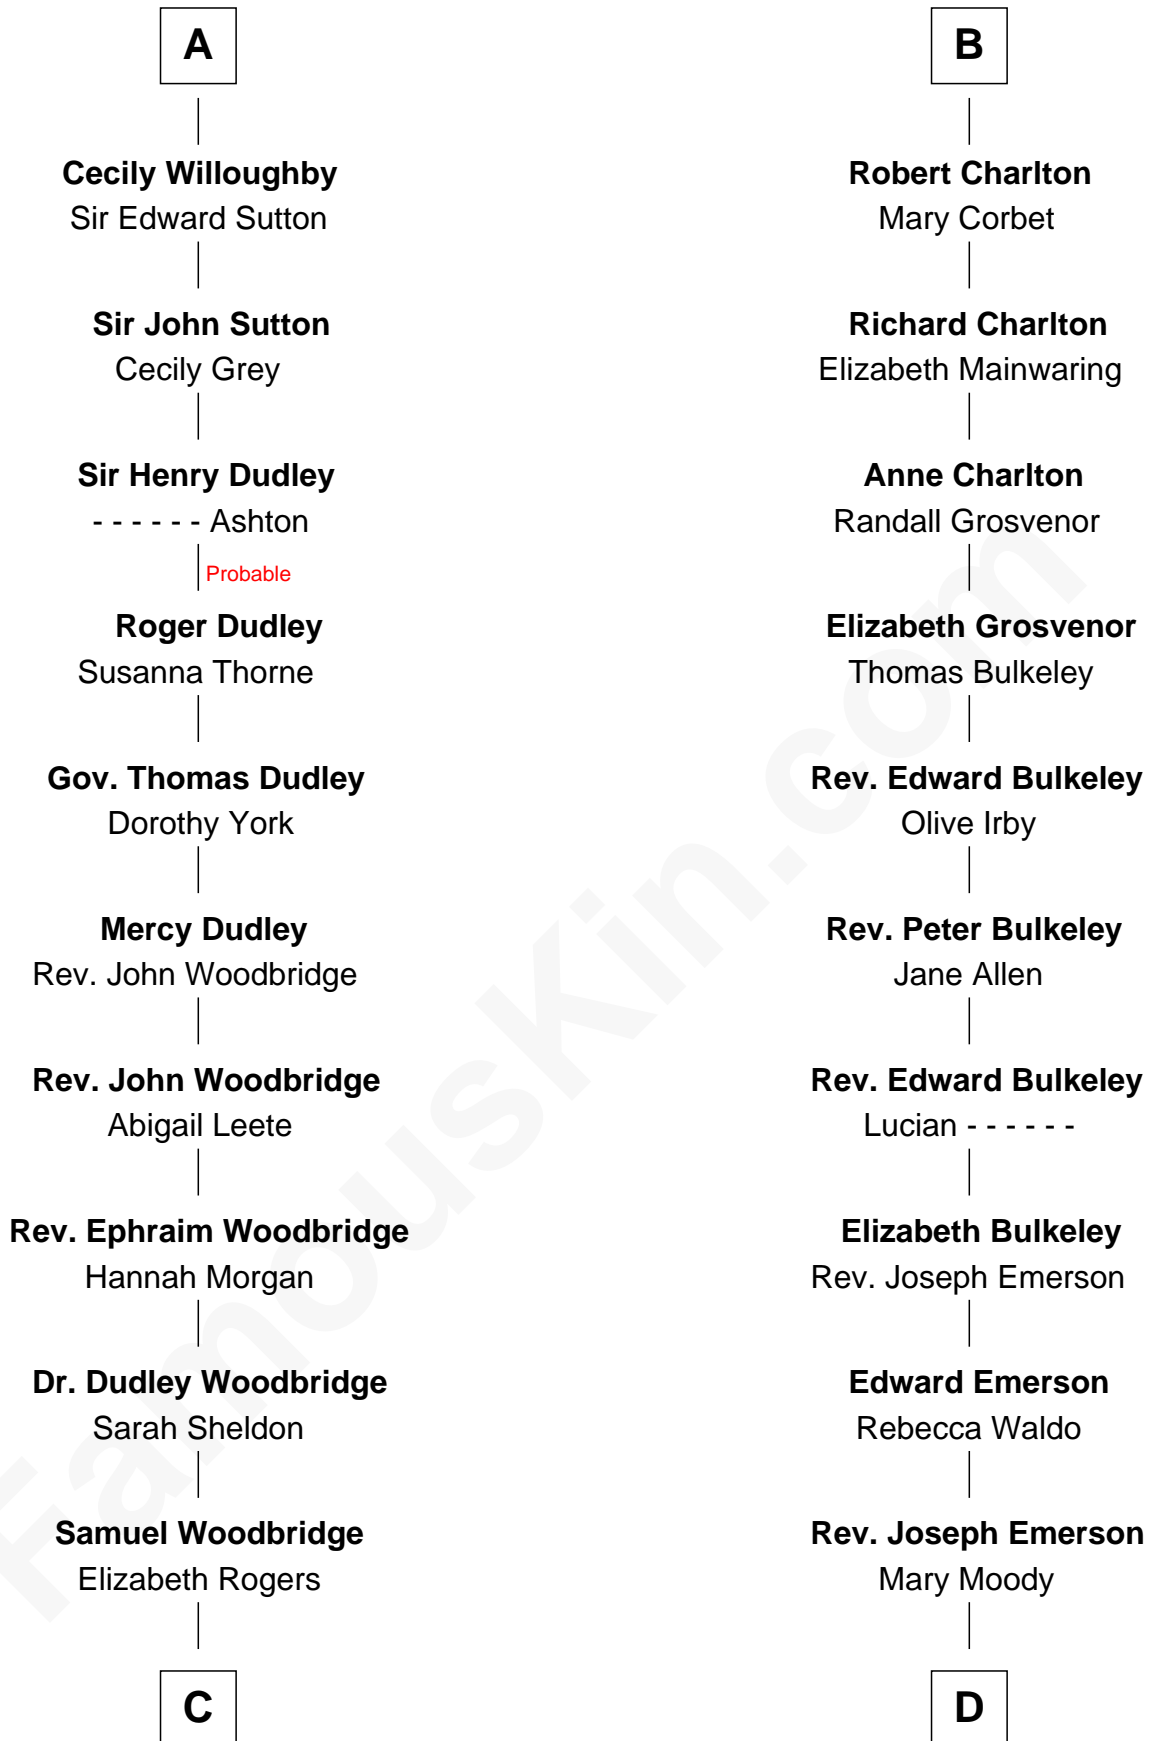 A
Cecily Willoughby
Sir Edward Sutton
Sir John Sutton
Cecily Grey
Sir Henry Dudley
- - - - - - Ashton
Probable
Roger Dudley
Susanna Thorne
Gov. Thomas Dudley
Dorothy York
Mercy Dudley
Rev. John Woodbridge
Rev. John Woodbridge
Abigail Leete
Rev. Ephraim Woodbridge
Hannah Morgan
Dr. Dudley Woodbridge
Sarah Sheldon
Samuel Woodbridge
Elizabeth Rogers
C
B
Robert Charlton
Mary Corbet
Richard Charlton
Elizabeth Mainwaring
Anne Charlton
Randall Grosvenor
Elizabeth Grosvenor
Thomas Bulkeley
Rev. Edward Bulkeley
Olive Irby
Rev. Peter Bulkeley
Jane Allen
Rev. Edward Bulkeley
Lucian - - - - - -
Elizabeth Bulkeley
Rev. Joseph Emerson
Edward Emerson
Rebecca Waldo
Rev. Joseph Emerson
Mary Moody
D
FamousKin.com